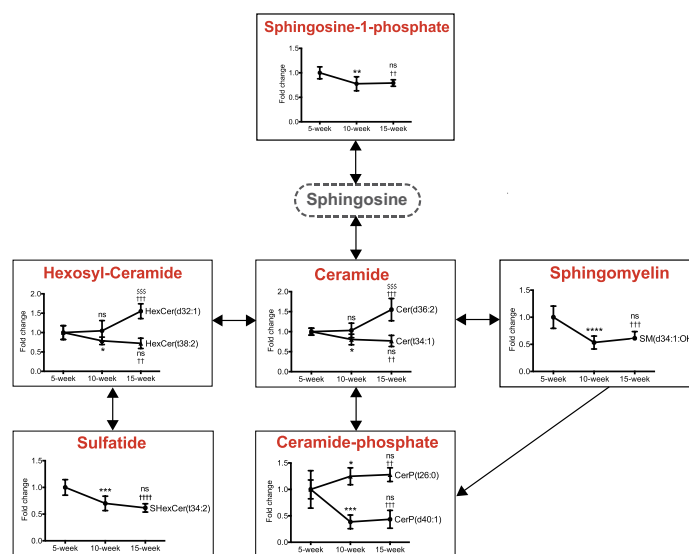 Sphingosine-1-phosphate
Fold change
1.5
1.0
0.5
0.0
**
ns
††
5-week 10-week 15-week
Sphingosine
Hexosyl-Ceramide
Fold change
2.0
1.5
1.0
0.5
0.0
ns
*
$$$
†††
HexCer(d32:1)
HexCer(t38:2)
ns
††
5-week 10-week 15-week
Ceramide
Fold change
2.0
1.5
1.0
0.5
0.0
ns
*
$$$
†††
Cer(d36:2)
Cer(t34:1)
ns
††
5-week 10-week 15-week
Sphingomyelin
Fold change
1.5
1.0
0.5
0.0
****
ns
†††
SM(d34:1:OH
5-week 10-week 15-week
Sulfatide
Fold change
1.5
1.0
0.5
0.0
***
ns
††††
SHexCer(t34:2)
5-week 10-week 15-week
Ceramide-phosphate
Fold change
1.5
1.0
0.5
0.0
*
ns
††
CerP(t26:0)
***
ns
†††
CerP(d40:1)
5-week 10-week 15-week